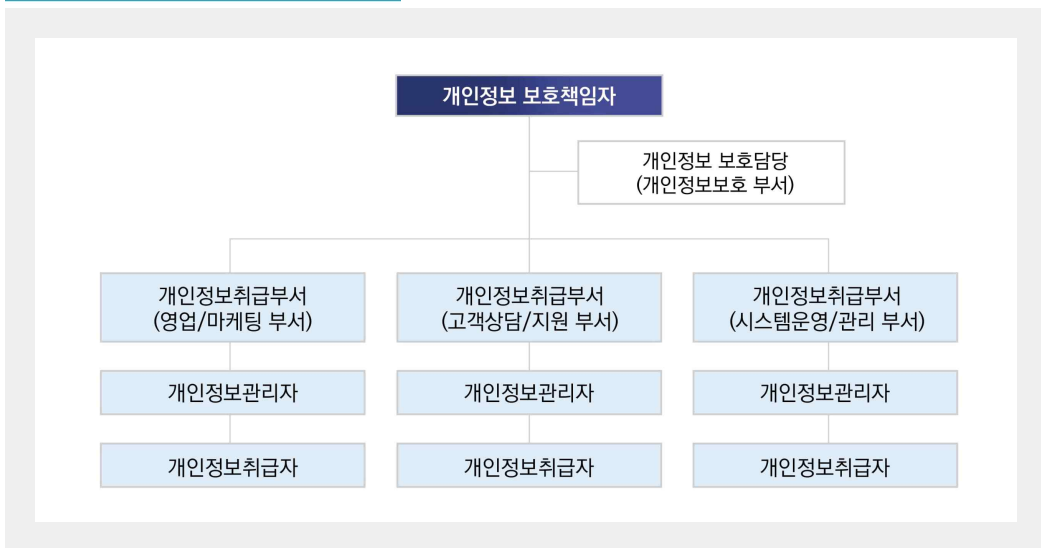 개인정보 보호책임자
개인정보 보호담당
(개인정보보호 부서)
개인정보취급부서
(영업/마케팅 부서)
개인정보취급부서
(고객상담/지원 부서)
개인정보취급부서
(시스템운영/관리 부서)
개인정보관리자
개인정보관리자
개인정보관리자
개인정보취급자
개인정보취급자
개인정보취급자